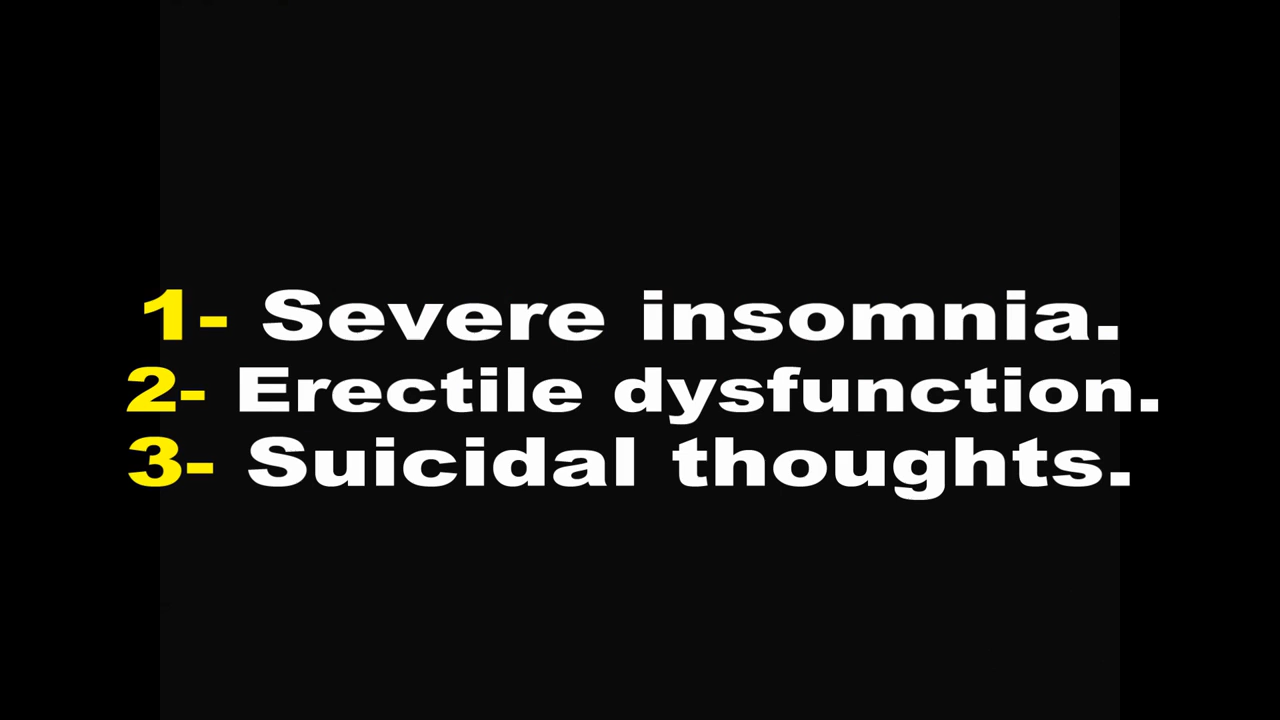 1- Severe insomnia.
2- Erectile dysfunction.
3- Suicidal thoughts.